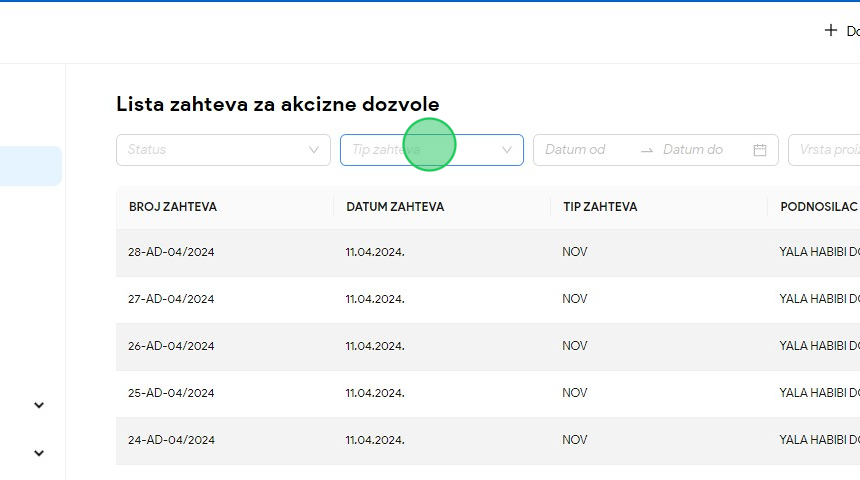 + Do
Lista zahteva za akcizne dozvole
Status Tip zahteva Datum od → Datum do Vrsta proiz
BROJ ZAHTEVA DATUM ZAHTEVA TIP ZAHTEVA PODNOSILAC
28-AD-04/2024 11.04.2024. NOV YALA HABIBI DO
27-AD-04/2024 11.04.2024. NOV YALA HABIBI DO
26-AD-04/2024 11.04.2024. NOV YALA HABIBI DO
25-AD-04/2024 11.04.2024. NOV YALA HABIBI DO
24-AD-04/2024 11.04.2024. NOV YALA HABIBI DO